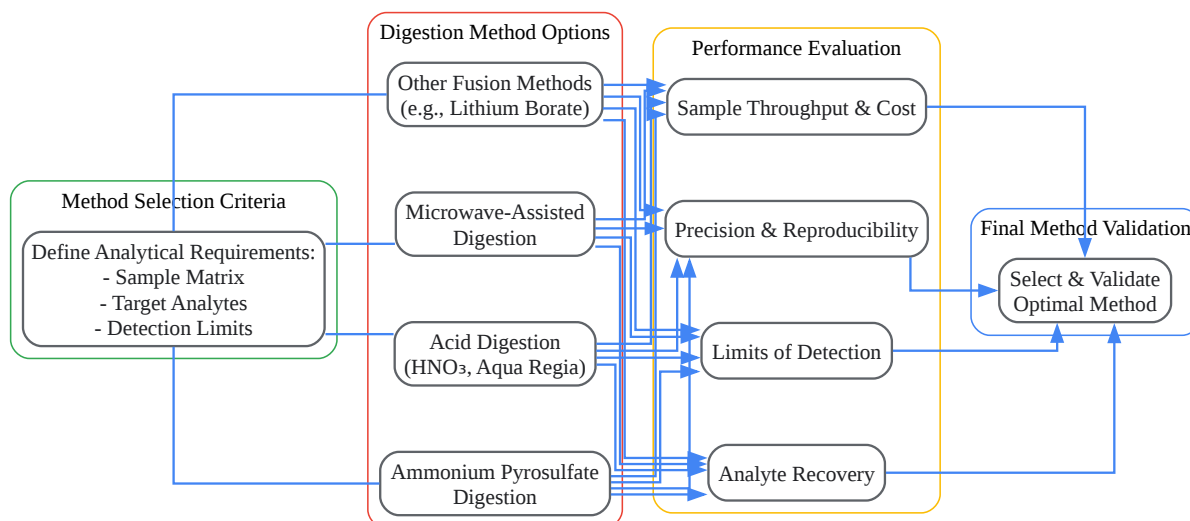 Method Selection Criteria
Define Analytical Requirements:
- Sample Matrix
- Target Analytes
- Detection Limits
Digestion Method Options
Other Fusion Methods
(e.g., Lithium Borate)
Microwave-Assisted
Digestion
Acid Digestion
(HNO₃, Aqua Regia)
Ammonium Pyrosulfate
Digestion
Performance Evaluation
Sample Throughput & Cost
Precision & Reproducibility
Limits of Detection
Analyte Recovery
Final Method Validation
Select & Validate
Optimal Method